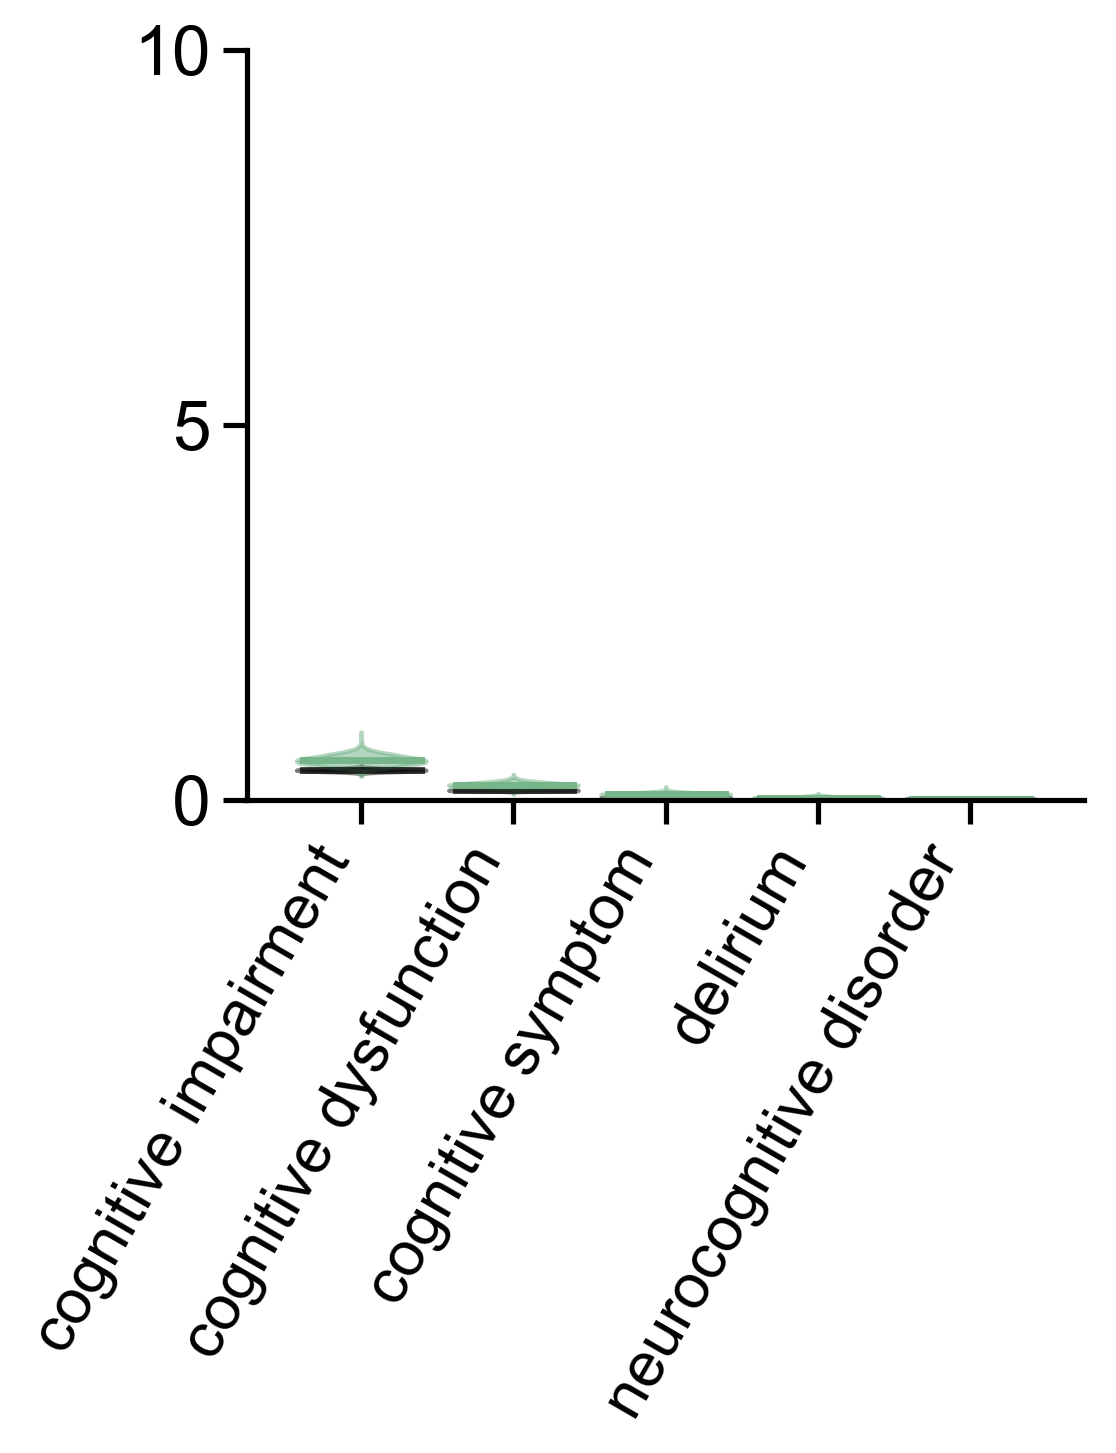 10
5
0
cognitive impairment
cognitive dysfunction
cognitive symptom
delirium
neurocognitive disorder